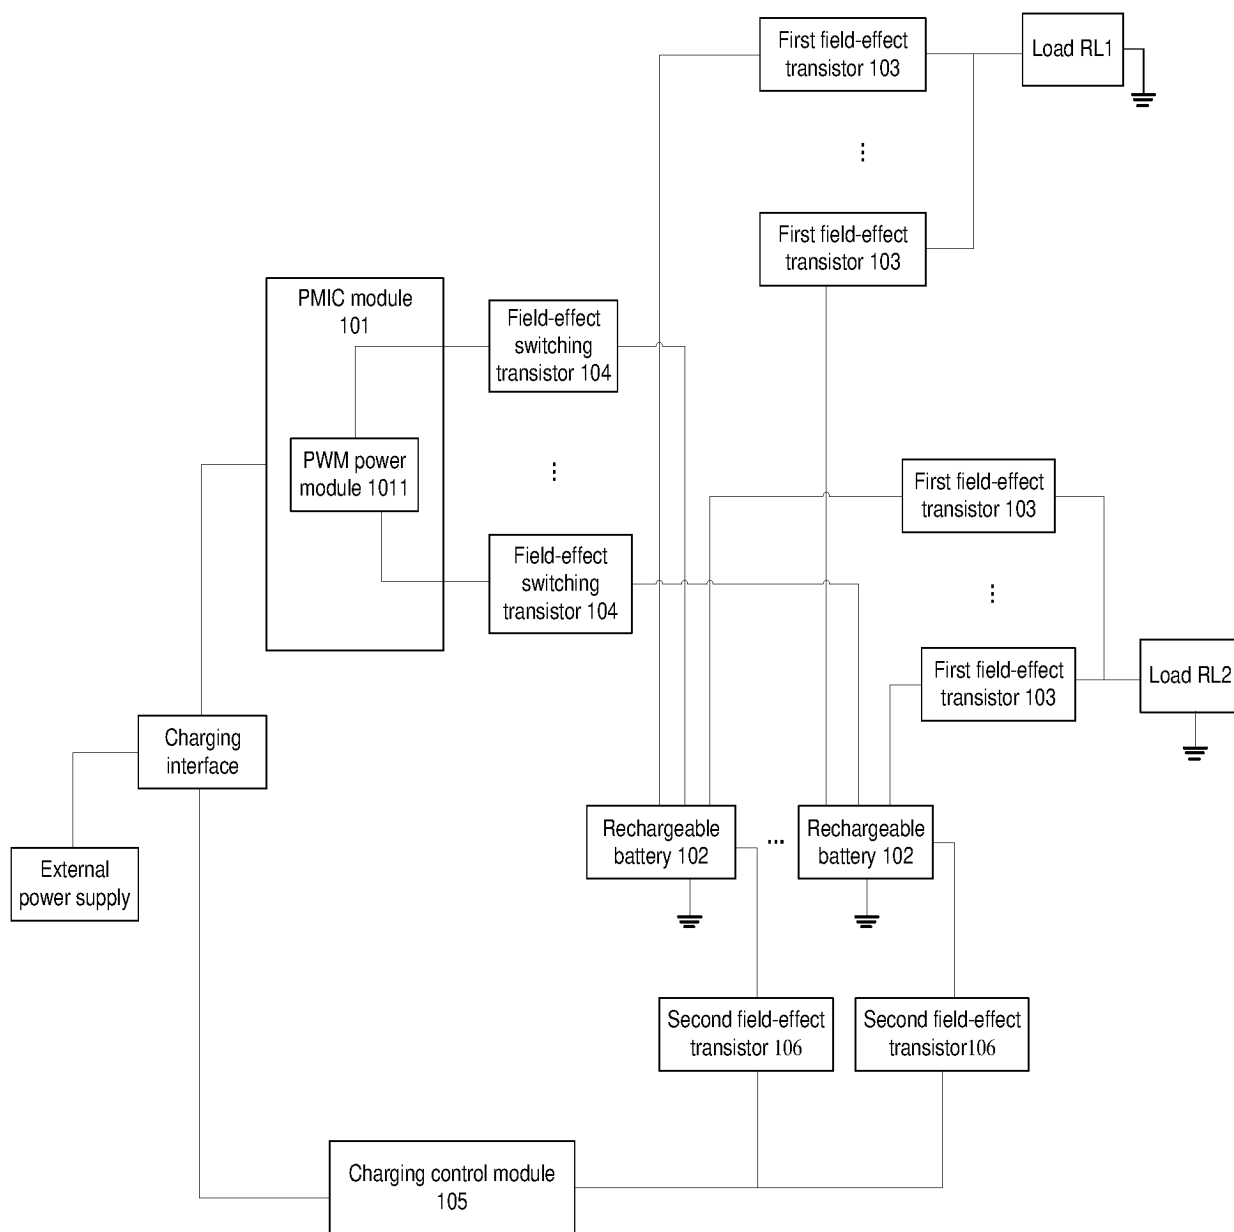 First field-effect
transistor 103
Load RL1
First field-effect
transistor 103
PMIC module
101
Field-effect
switching
transistor 104
PWM power
module 1011
First field-effect
transistor 103
Field-effect
switching
transistor 104
First field-effect
transistor 103
Load RL2
Charging
interface
Rechargeable
battery 102
Rechargeable
battery 102
External
power supply
Second field-effect
transistor 106
Second field-effect
transistor106
Charging control module
105